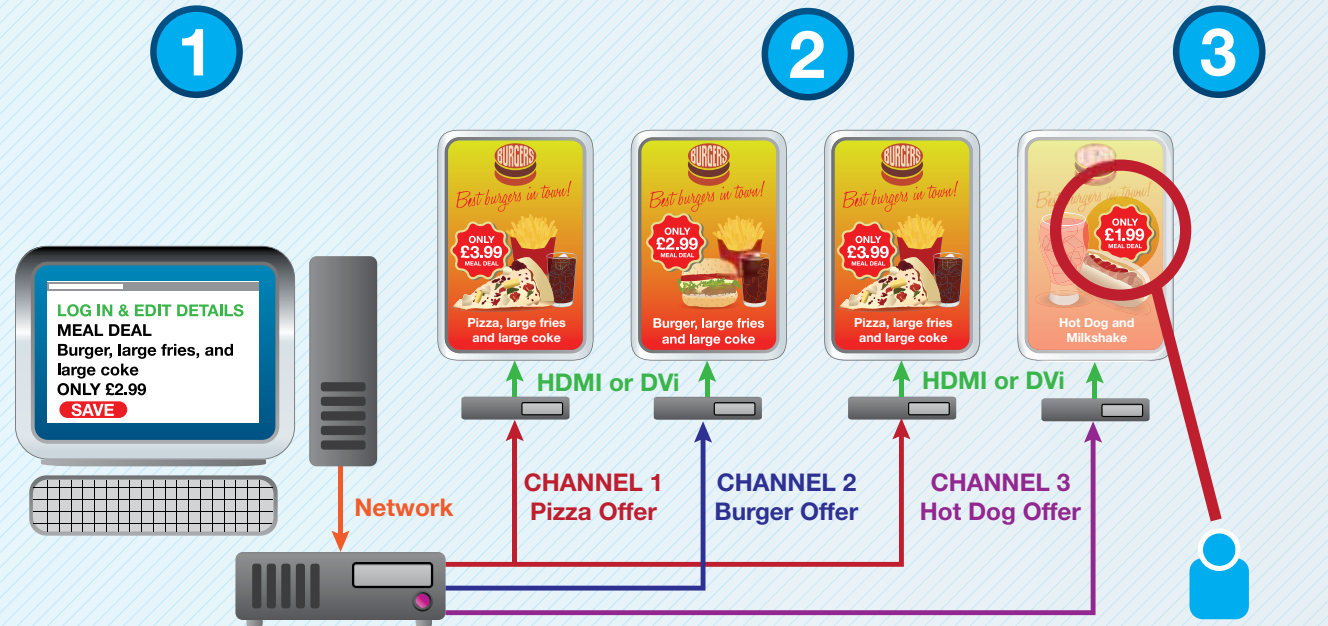 1
2
3
BURGERS
Best burgers in town!
ONLY
£3.99
MEAL DEAL
Pizza, large fries
and large coke
BURGERS
Best burgers in town!
ONLY
£2.99
MEAL DEAL
Burger, large fries
and large coke
BURGERS
Best burgers in town!
ONLY
£3.99
MEAL DEAL
Pizza, large fries
and large coke
Best burgers in town!
ONLY
£1.99
MEAL DEAL
Hot Dog and
Milkshake
LOG IN & EDIT DETAILS
MEAL DEAL
Burger, large fries, and
large coke
ONLY £2.99
SAVE
HDMI or DVi
HDMI or DVi
Network
CHANNEL 1
Pizza Offer
CHANNEL 2
Burger Offer
CHANNEL 3
Hot Dog Offer